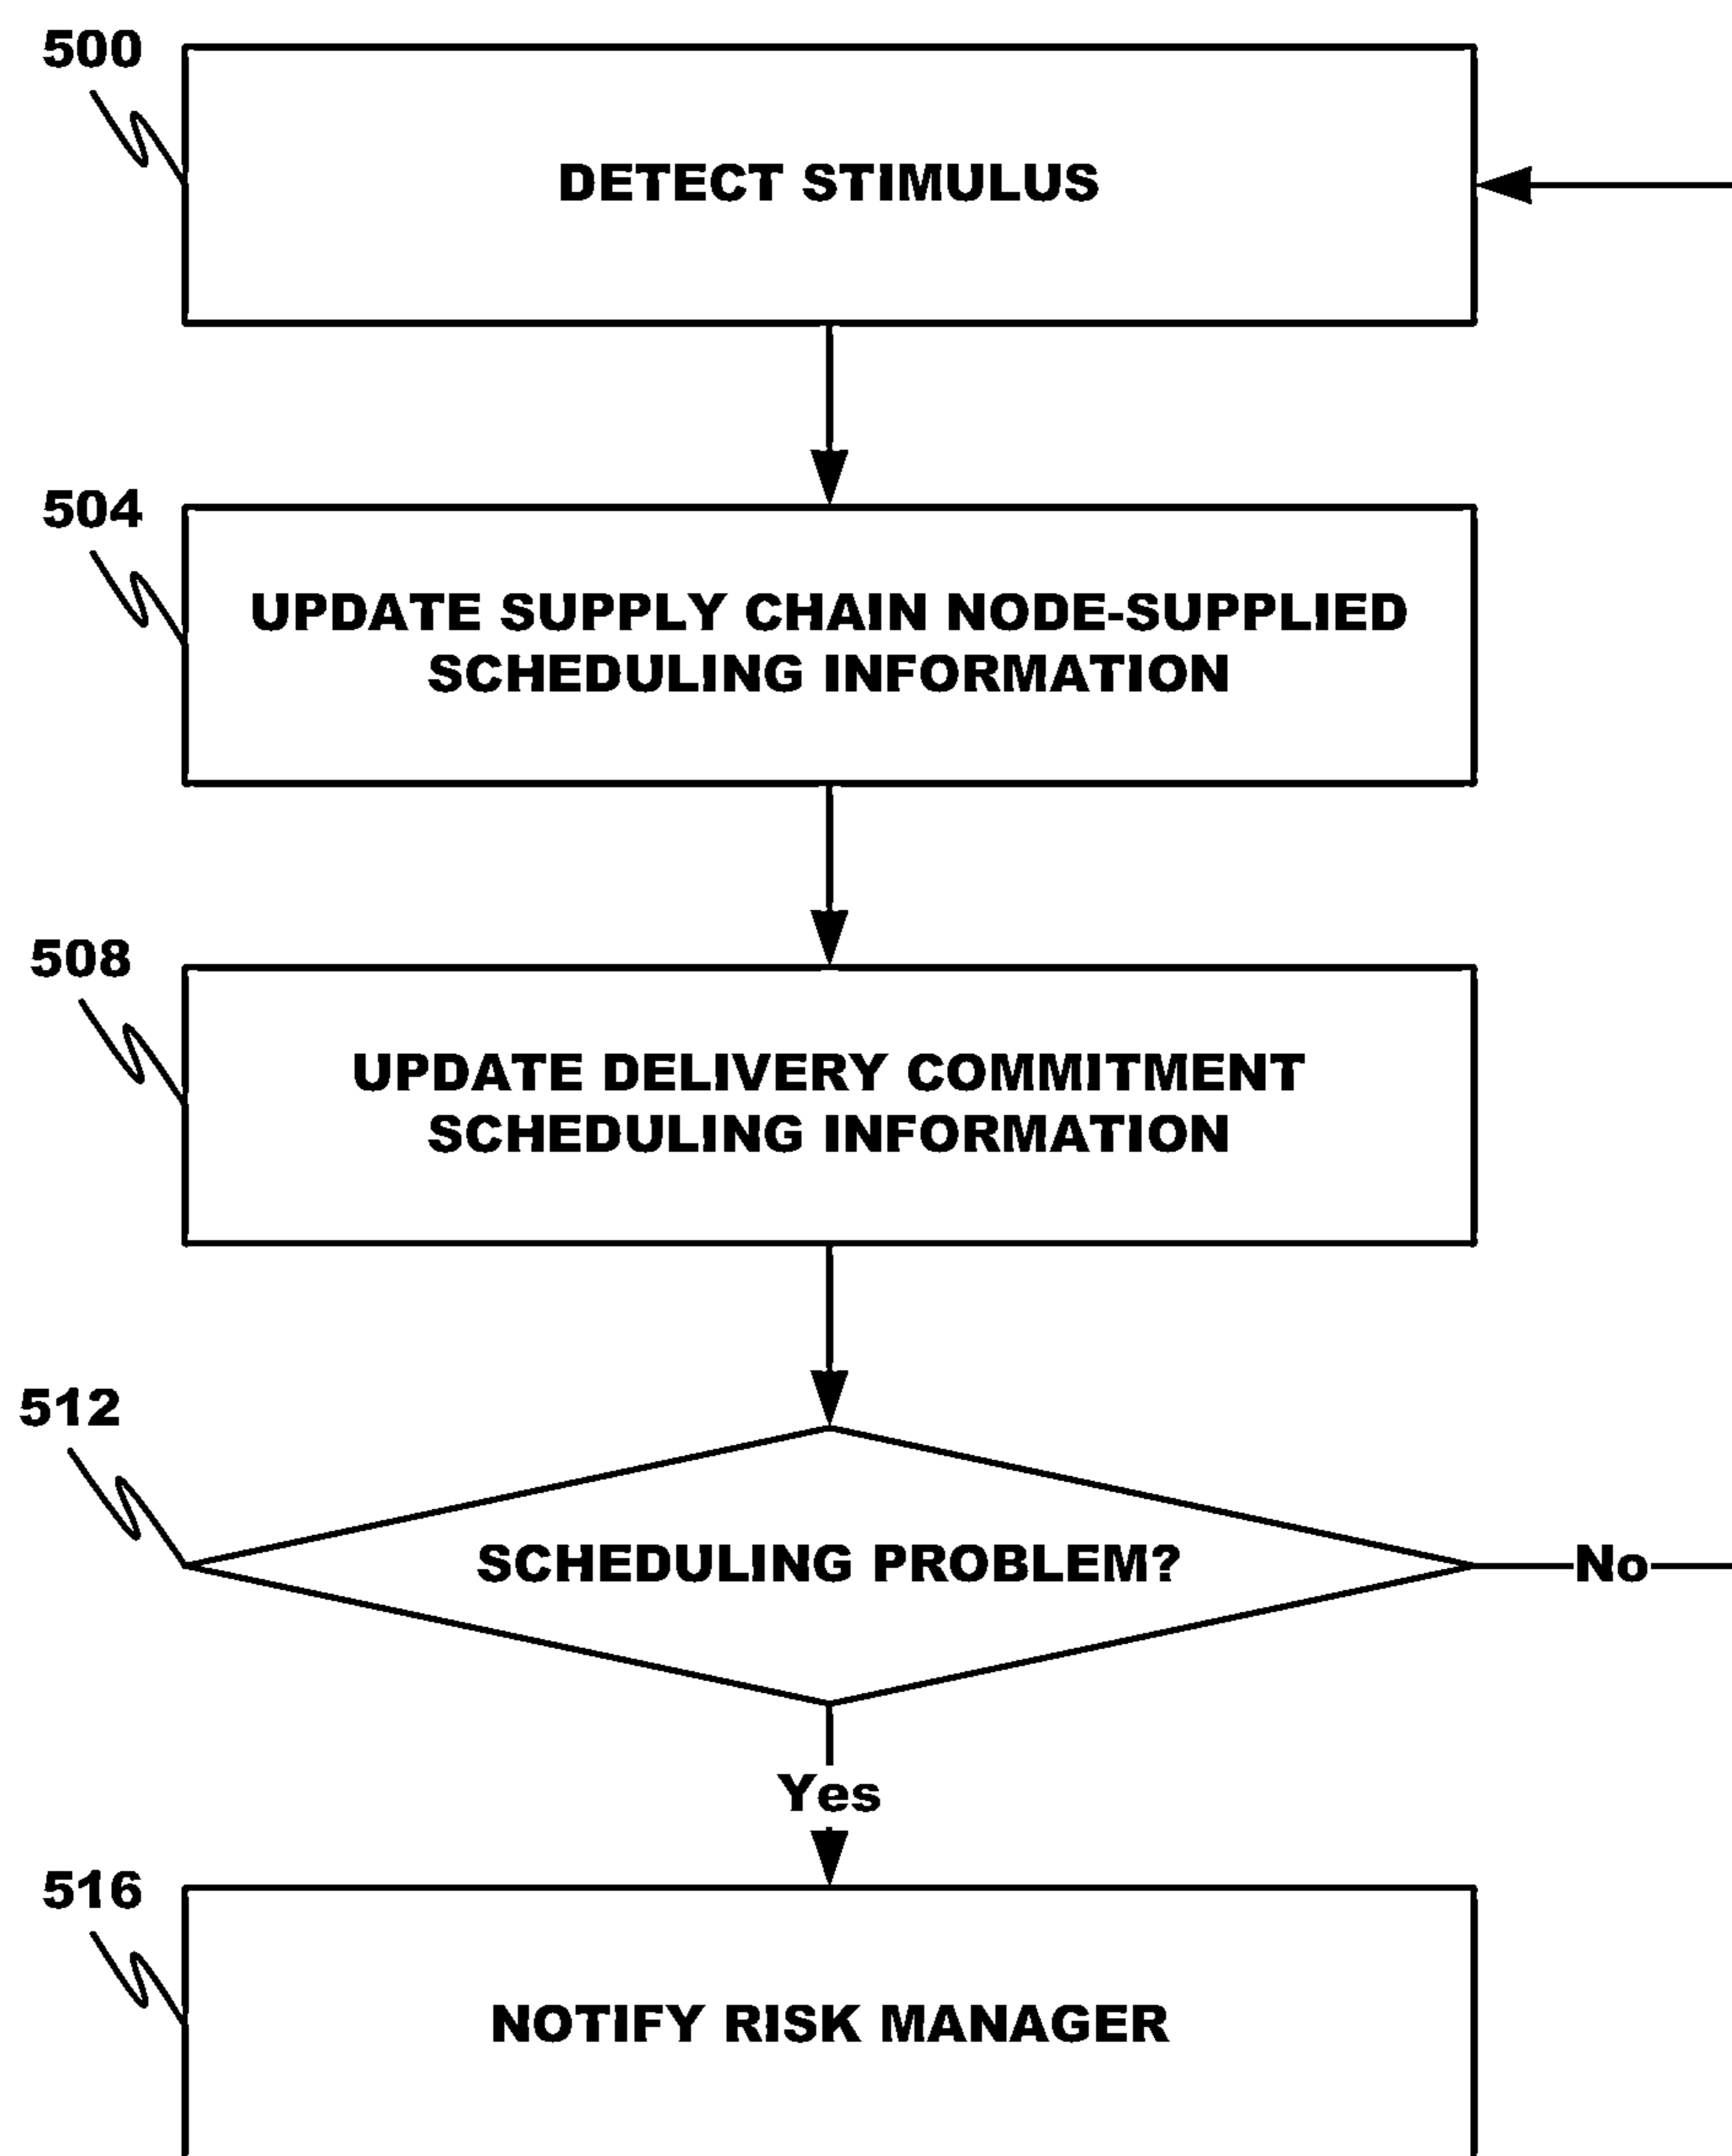 500
DETECT STIMULUS
504
UPDATE SUPPLY CHAIN NODE-SUPPLIED
SCHEDULING INFORMATION
508
UPDATE DELIVERY COMMITMENT
SCHEDULING INFORMATION
512
SCHEDULING PROBLEM?
No
Yes
516
NOTIFY RISK MANAGER